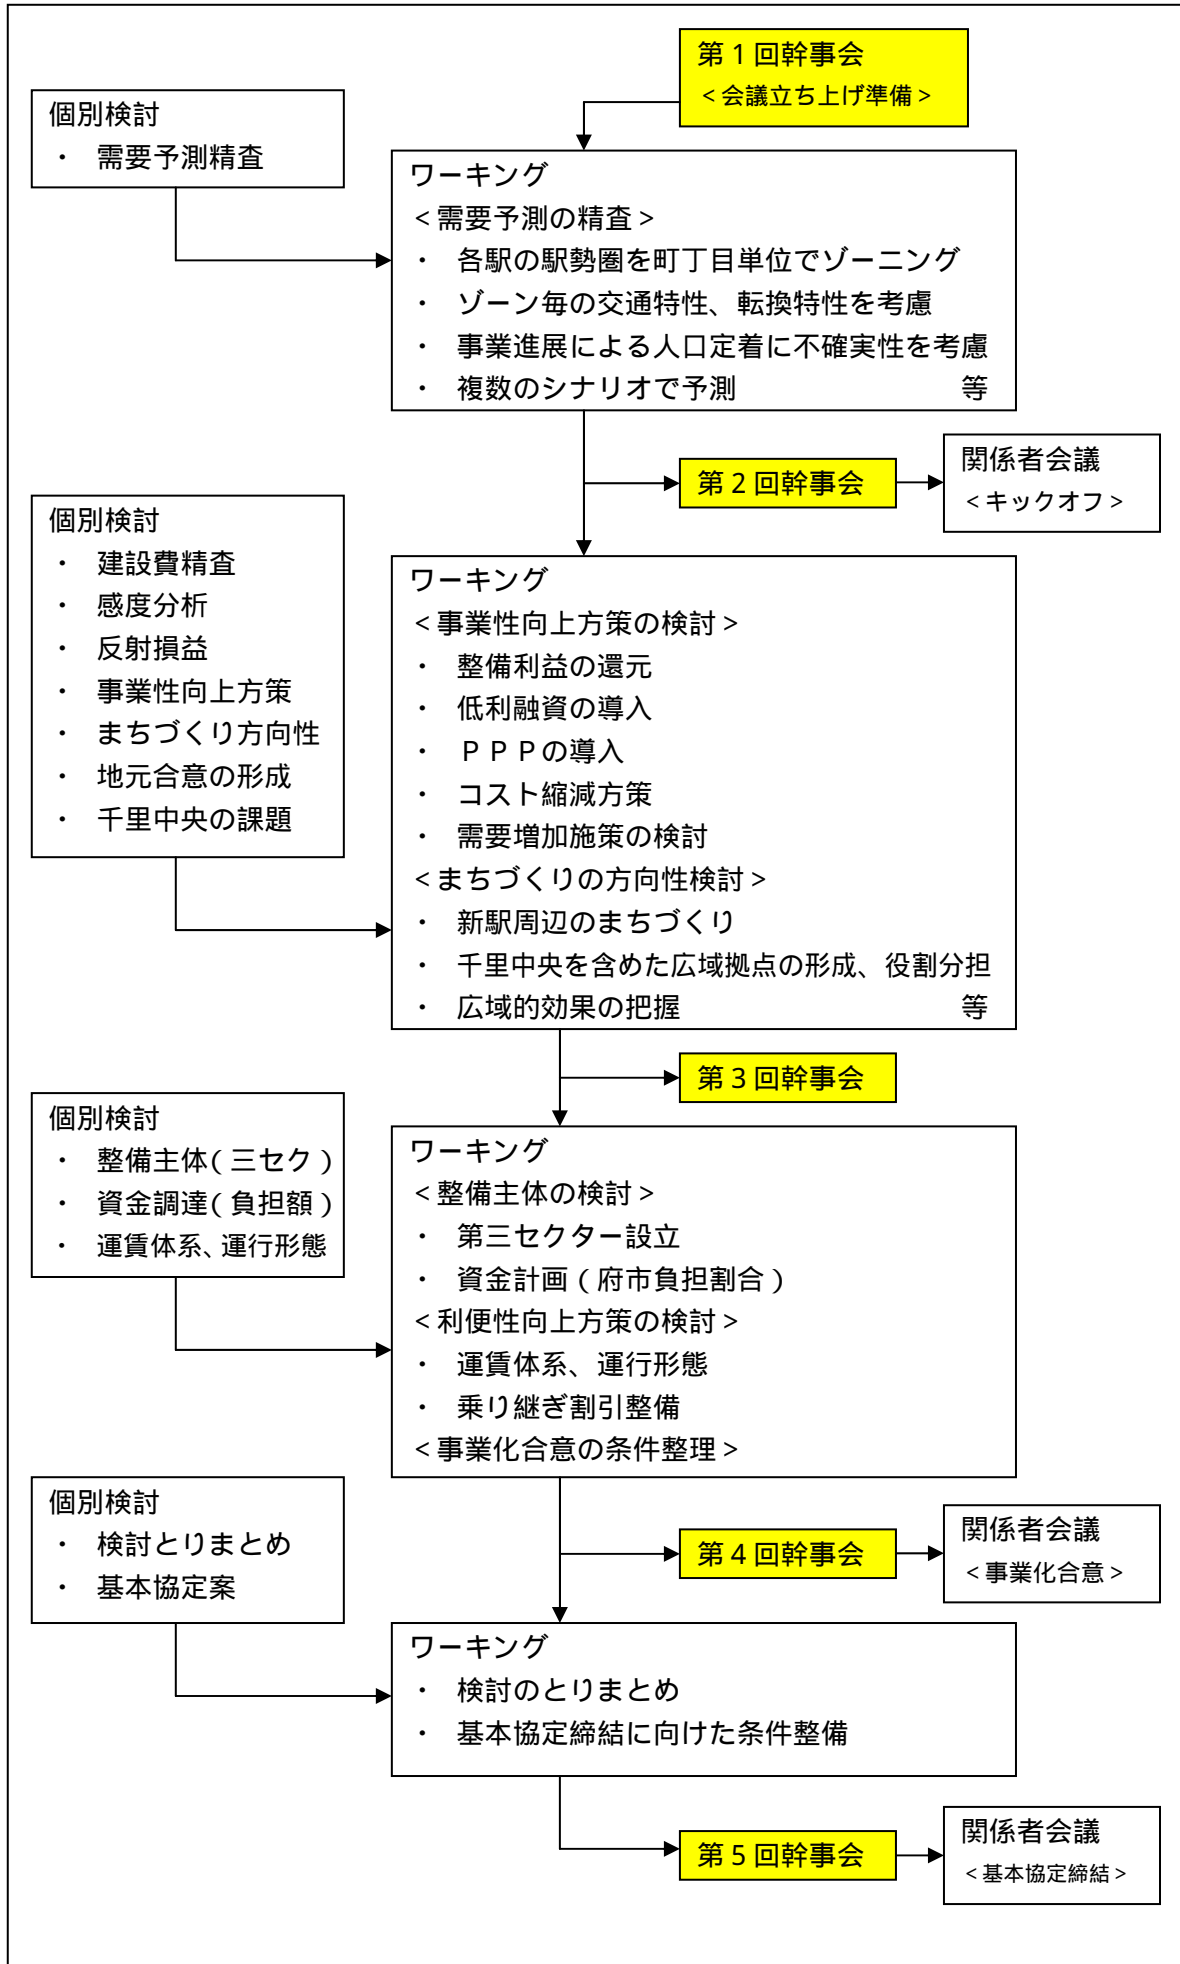 第１回幹事会
＜会議立ち上げ準備＞
個別検討
・ 需要予測精査
ワーキング
＜需要予測の精査＞
・ 各駅の駅勢圏を町丁目単位でゾーニング
・ ゾーン毎の交通特性、転換特性を考慮
・ 事業進展による人口定着に不確実性を考慮
・ 複数のシナリオで予測 等
第２回幹事会
関係者会議
＜キックオフ＞
個別検討
・ 建設費精査
・ 感度分析
・ 反射損益
・ 事業性向上方策
・ まちづくり方向性
・ 地元合意の形成
・ 千里中央の課題
ワーキング
＜事業性向上方策の検討＞
・ 整備利益の還元
・ 低利融資の導入
・ ＰＰＰの導入
・ コスト縮減方策
・ 需要増加施策の検討
＜まちづくりの方向性検討＞
・ 新駅周辺のまちづくり
・ 千里中央を含めた広域拠点の形成、役割分担
・ 広域的効果の把握 等
第３回幹事会
個別検討
・ 整備主体（三セク）
・ 資金調達（負担額）
・ 運賃体系、運行形態
ワーキング
＜整備主体の検討＞
・ 第三セクター設立
・ 資金計画（府市負担割合）
＜利便性向上方策の検討＞
・ 運賃体系、運行形態
・ 乗り継ぎ割引整備
＜事業化合意の条件整理＞
第４回幹事会
関係者会議
＜事業化合意＞
個別検討
・ 検討とりまとめ
・ 基本協定案
ワーキング
・ 検討のとりまとめ
・ 基本協定締結に向けた条件整備
第５回幹事会
関係者会議
＜基本協定締結＞